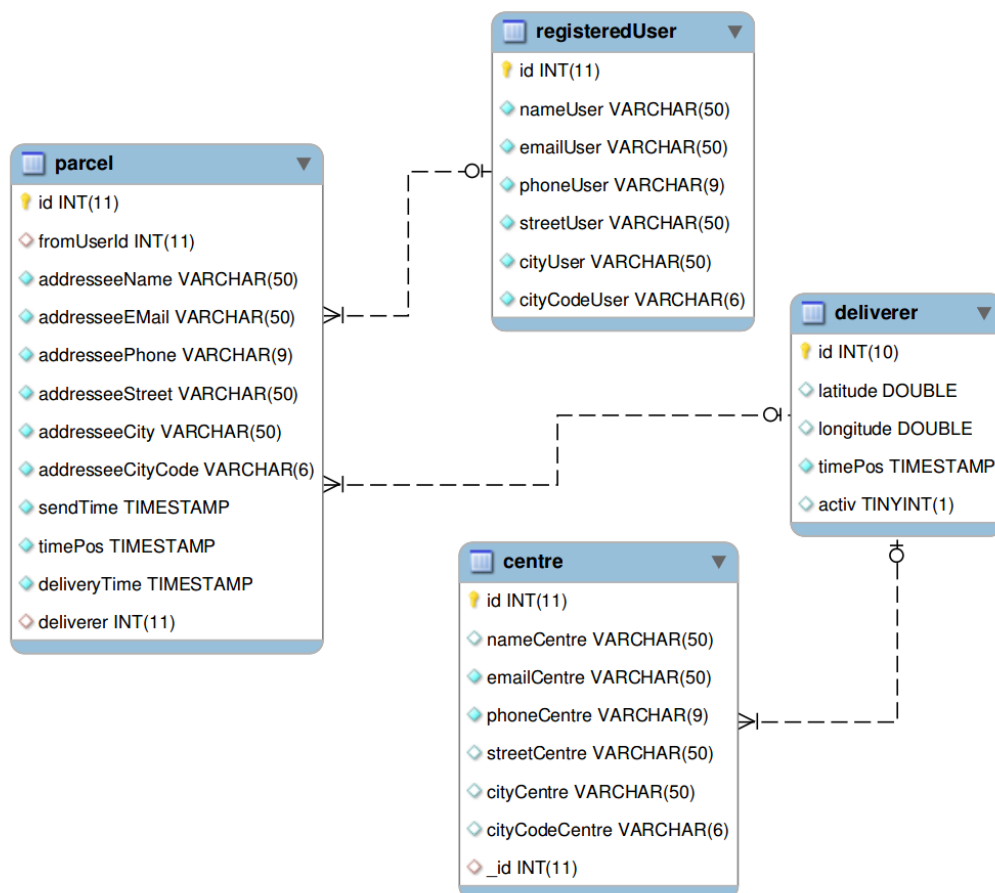 registeredUser
id INT(11)
nameUser VARCHAR(50)
emailUser VARCHAR(50)
phoneUser VARCHAR(9)
streetUser VARCHAR(50)
cityUser VARCHAR(50)
cityCodeUser VARCHAR(6)
parcel
id INT(11)
fromUserId INT(11)
addresseeName VARCHAR(50)
addresseeEMail VARCHAR(50)
addresseePhone VARCHAR(9)
addresseeStreet VARCHAR(50)
addresseeCity VARCHAR(50)
addresseeCityCode VARCHAR(6)
sendTime TIMESTAMP
timePos TIMESTAMP
deliveryTime TIMESTAMP
deliverer INT(11)
deliverer
id INT(10)
latitude DOUBLE
longitude DOUBLE
timePos TIMESTAMP
activ TINYINT(1)
centre
id INT(11)
nameCentre VARCHAR(50)
emailCentre VARCHAR(50)
phoneCentre VARCHAR(9)
streetCentre VARCHAR(50)
cityCentre VARCHAR(50)
cityCodeCentre VARCHAR(6)
_id INT(11)